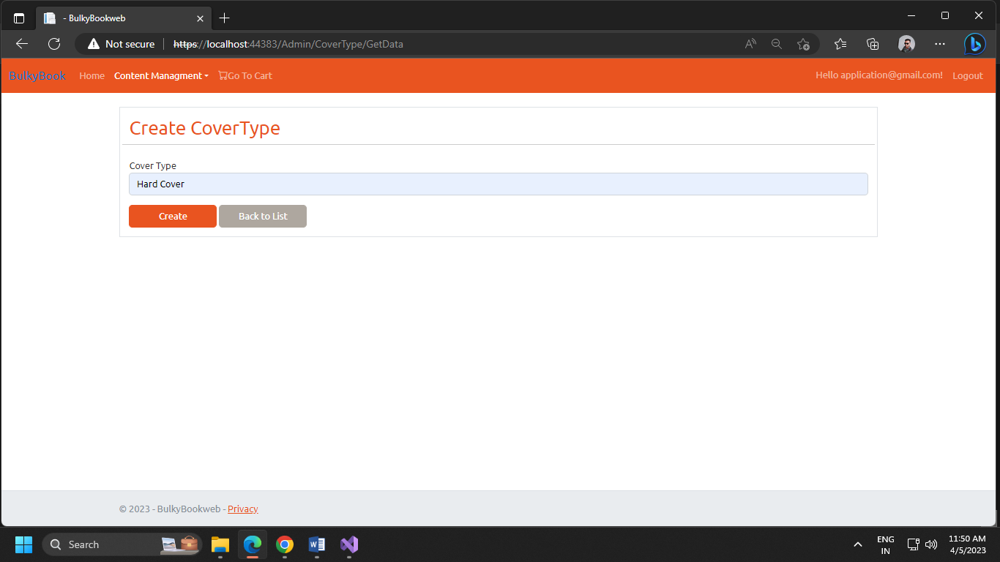 - BulkyBookweb
Not secure https://localhost:44383/Admin/CoverType/GetData
BulkyBook Home Content Managment Go To Cart Hello application@gmail.com! Logout
Create CoverType
Cover Type
Hard Cover
Create Back to List
© 2023 - BulkyBookweb - Privacy
Search
ENG
IN
11:50 AM
4/5/2023